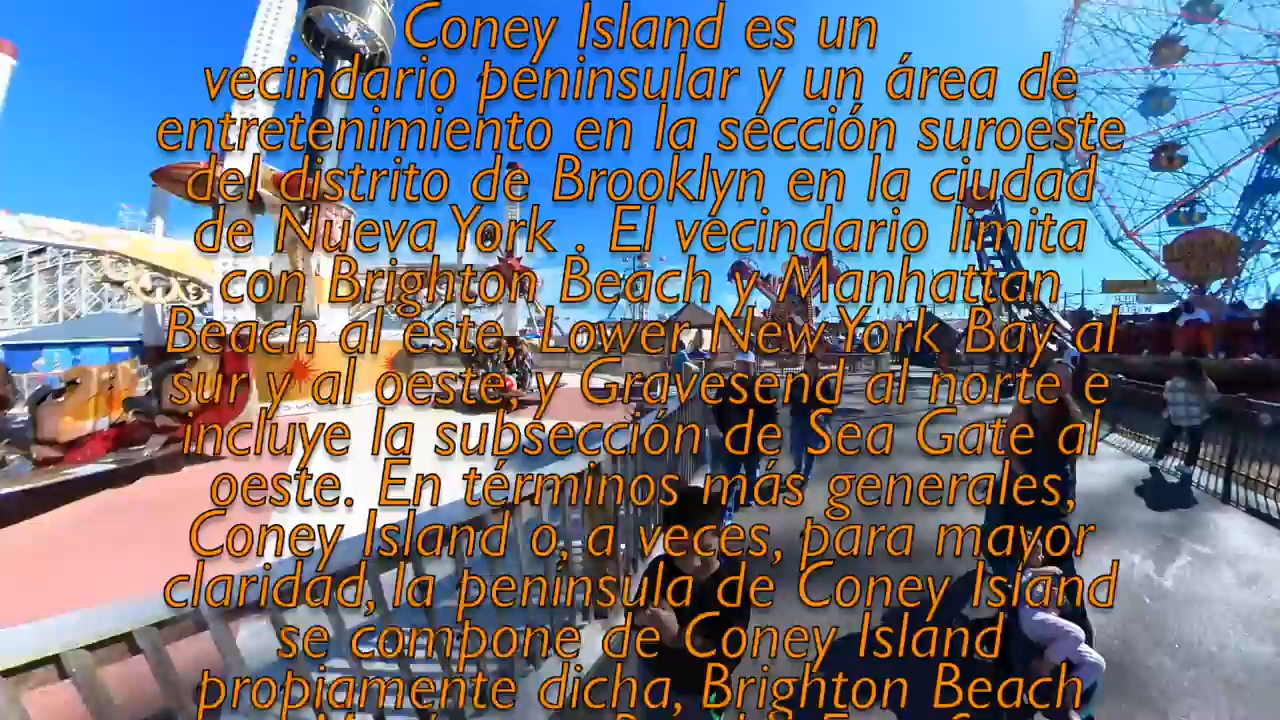 Coney Island es un
vecindario peninsular y un área de
entretenimiento en la sección suroeste
del distrito de Brooklyn en la ciudad
de Nueva York . El vecindario limita
con Brighton Beach y Manhattan
Beach al este, Lower New York Bay al
sur y al oeste, y Gravesend al norte e
incluye la subsección de Sea Gate al
oeste. En términos más generales,
Coney Island o, a veces, para mayor
claridad, la península de Coney Island
se compone de Coney Island
propiamente dicha, Brighton Beach